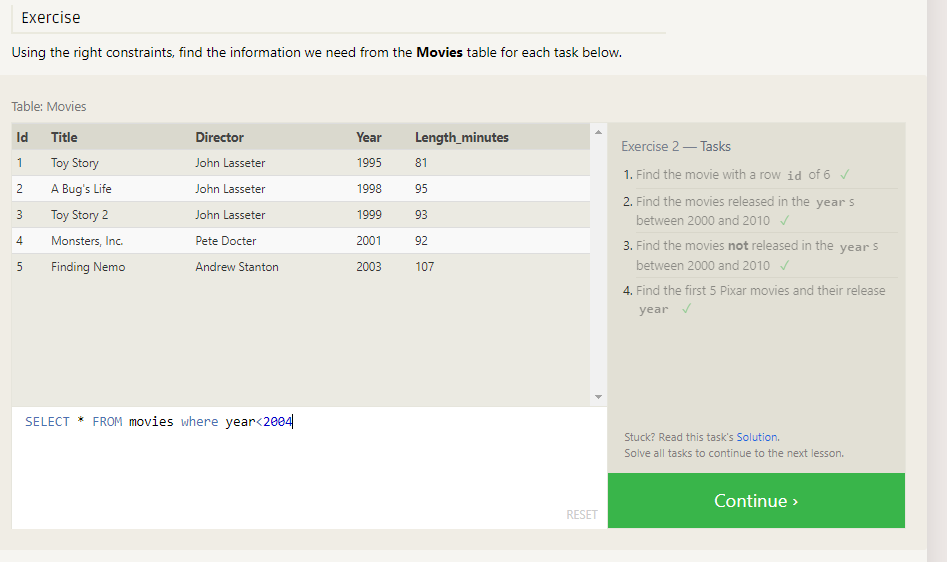 Exercise
Using the right constraints, find the information we need from the Movies table for each task below.
Table: Movies
Id Title Director Year Length_minutes
1 Toy Story John Lasseter 1995 81
2 A Bug's Life John Lasseter 1998 95
3 Toy Story 2 John Lasseter 1999 93
4 Monsters, Inc. Pete Docter 2001 92
5 Finding Nemo Andrew Stanton 2003 107
SELECT * FROM movies where year<2004
RESET
Exercise 2 — Tasks
1. Find the movie with a row id of 6 ✓
2. Find the movies released in the year s
between 2000 and 2010 ✓
3. Find the movies not released in the year s
between 2000 and 2010 ✓
4. Find the first 5 Pixar movies and their release
year ✓
Stuck? Read this task's Solution.
Solve all tasks to continue to the next lesson.
Continue ›